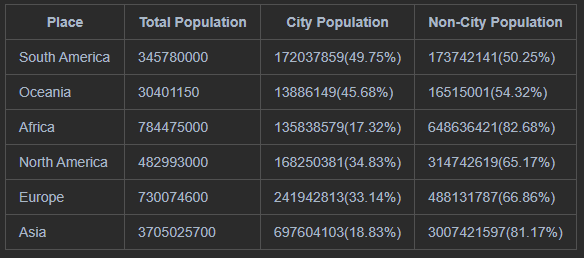 Place Total Population City Population Non-City Population
South America 345780000 172037859(49.75%) 173742141(50.25%)
Oceania 30401150 13886149(45.68%) 16515001(54.32%)
Africa 784475000 135838579(17.32%) 648636421(82.68%)
North America 482993000 168250381(34.83%) 314742619(65.17%)
Europe 730074600 241942813(33.14%) 488131787(66.86%)
Asia 3705025700 697604103(18.83%) 3007421597(81.17%)